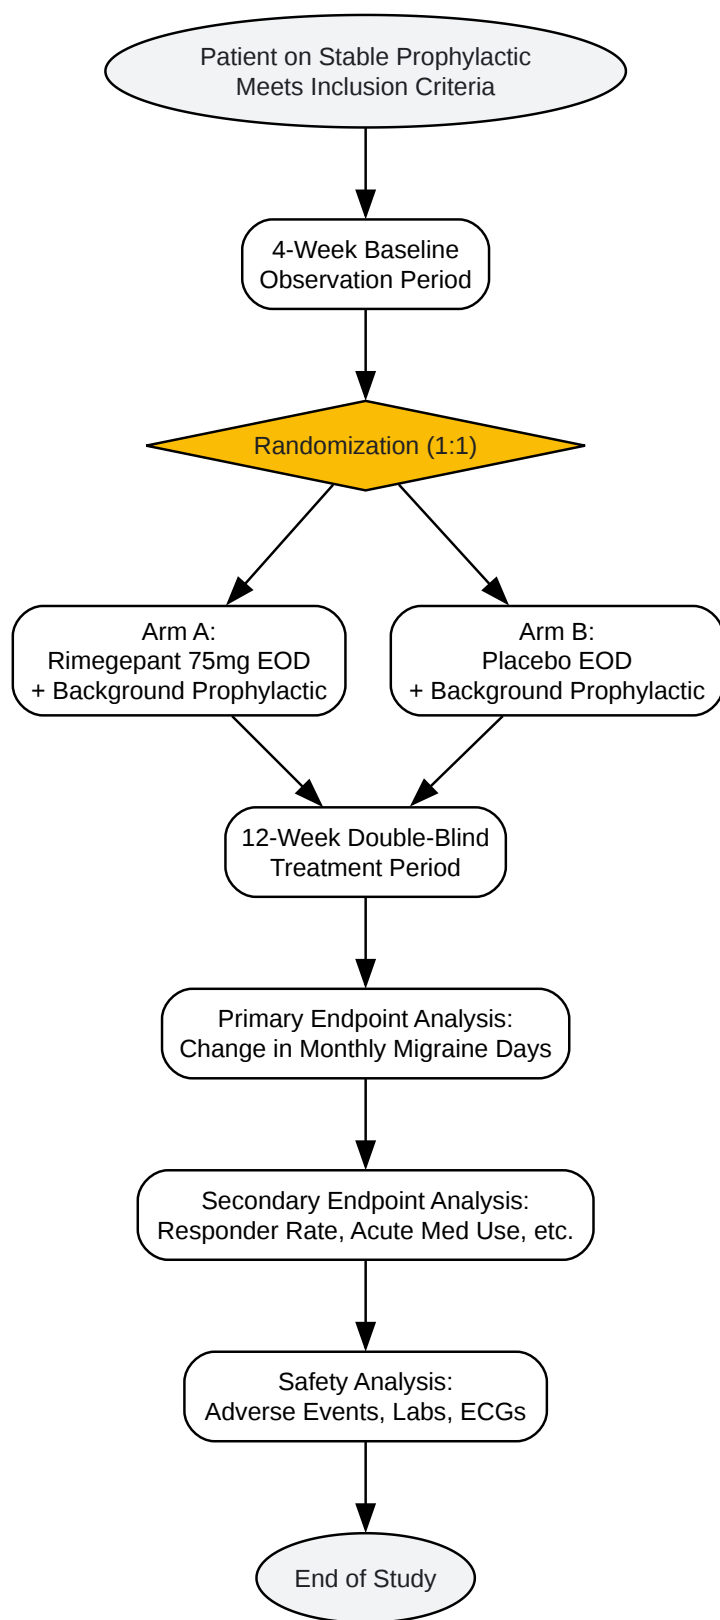 Patient on Stable Prophylactic
Meets Inclusion Criteria
4-Week Baseline
Observation Period
Randomization (1:1)
Arm A:
Rimegepant 75mg EOD
+ Background Prophylactic
Arm B:
Placebo EOD
+ Background Prophylactic
12-Week Double-Blind
Treatment Period
Primary Endpoint Analysis:
Change in Monthly Migraine Days
Secondary Endpoint Analysis:
Responder Rate, Acute Med Use, etc.
Safety Analysis:
Adverse Events, Labs, ECGs
End of Study